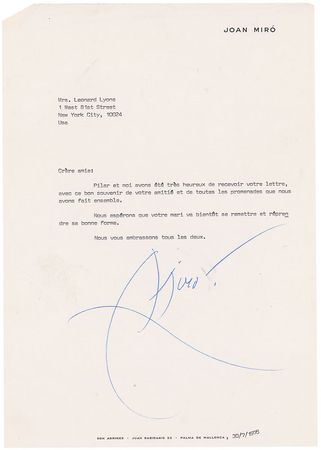 JOAN MIRÓ
Mrs. Leonard Lyons
1 West 81st Street
New York City, 10024
Usa
Chère amie:
Pilar et moi avons été très heureux de recevoir votre lettre,
avec ce bon souvenir de votre amitié et de toutes les promenades que nous
avons fait ensemble.
Nous espérons que votre mari va bientôt se remettre et répren
dre sa bonne forme.
Nous vous embrassons tous les deux.
Miró.
SON ABRINES - JOAN SARIDAKIS 23 - PALMA DE MALLORCA,